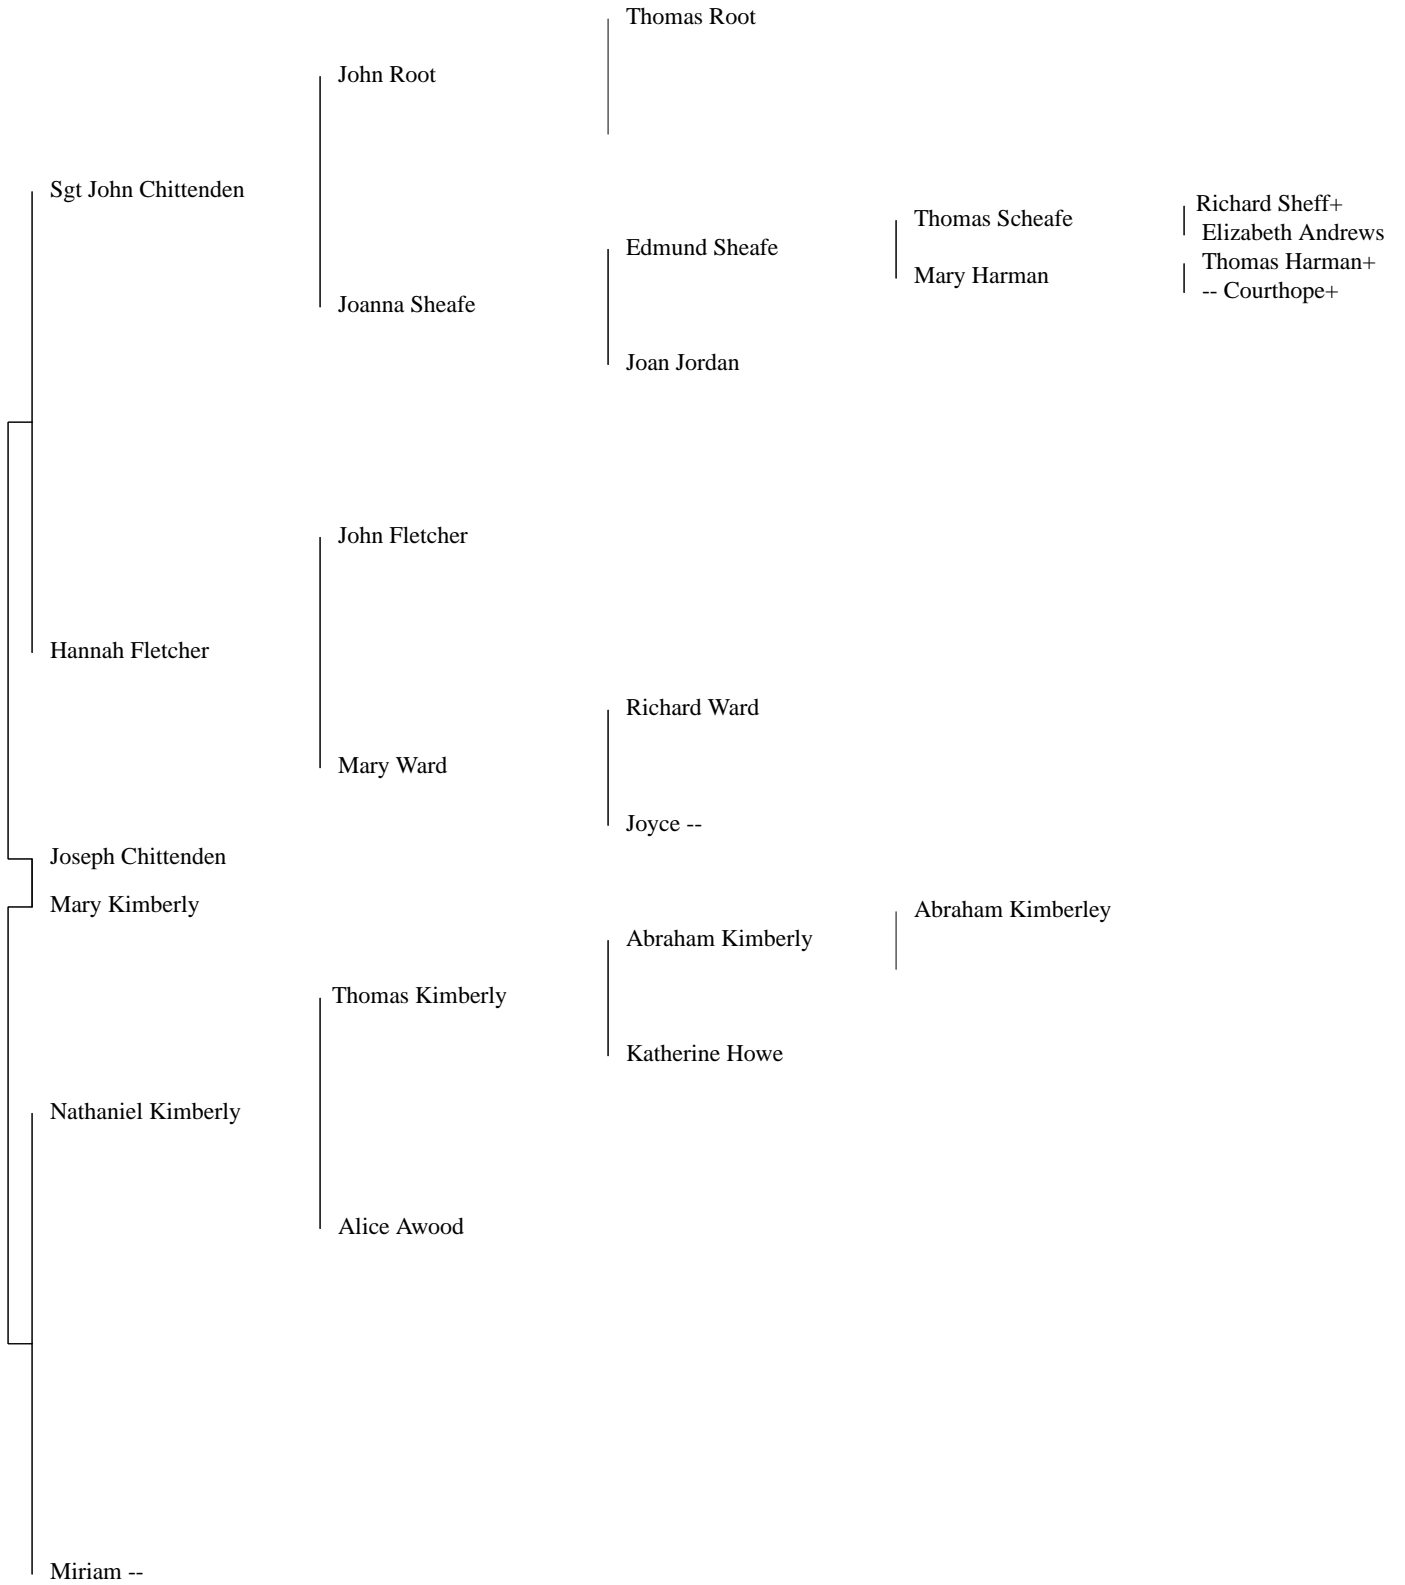 Thomas Root
John Root
Sgt John Chittenden
Richard Sheff+
Thomas Scheafe
Elizabeth Andrews
Edmund Sheafe
Thomas Harman+
Mary Harman
-- Courthope+
Joanna Sheafe
Joan Jordan
John Fletcher
Hannah Fletcher
Richard Ward
Mary Ward
Joyce --
Joseph Chittenden
Mary Kimberly
Abraham Kimberley
Abraham Kimberly
Thomas Kimberly
Katherine Howe
Nathaniel Kimberly
Alice Awood
Miriam --